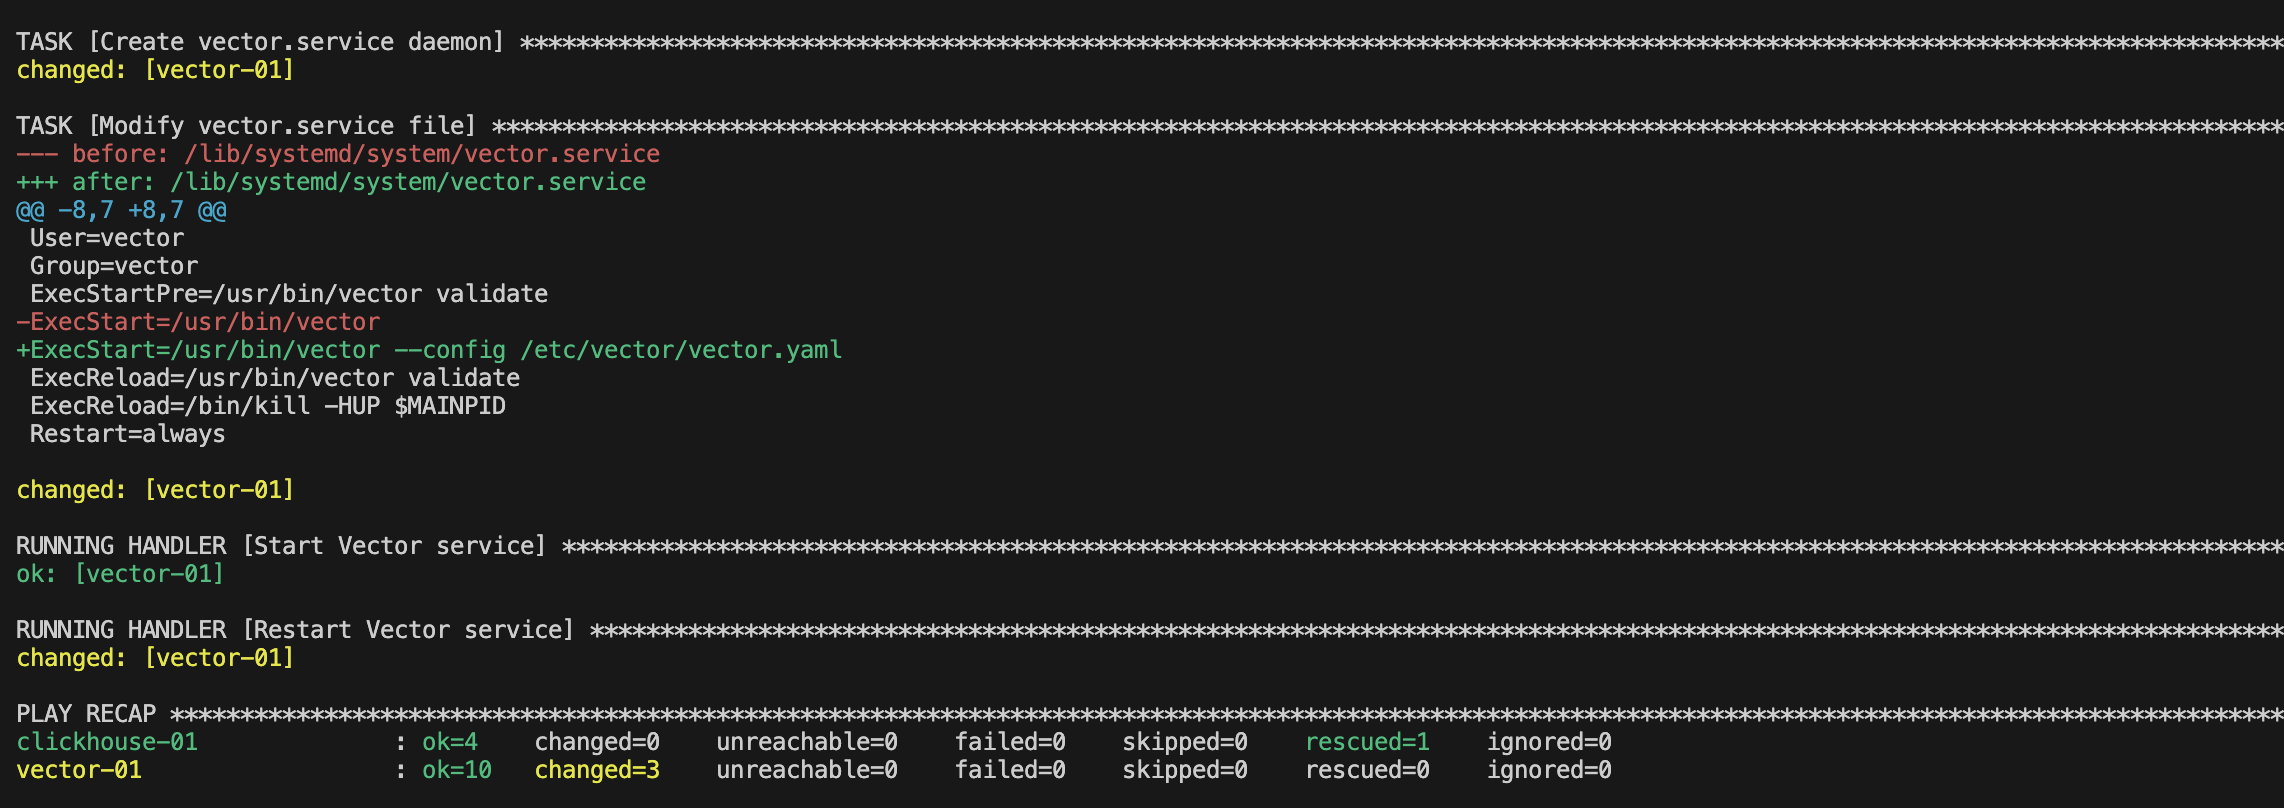 TASK [Create vector.service daemon] ******************************************************************************************************************************
changed: [vector-01]
TASK [Modify vector.service file] ********************************************************************************************************************************
--- before: /lib/systemd/system/vector.service
+++ after: /lib/systemd/system/vector.service
@@ -8,7 +8,7 @@
 User=vector
 Group=vector
 ExecStartPre=/usr/bin/vector validate
-ExecStart=/usr/bin/vector
+ExecStart=/usr/bin/vector --config /etc/vector/vector.yaml
 ExecReload=/usr/bin/vector validate
 ExecReload=/bin/kill -HUP $MAINPID
 Restart=always
changed: [vector-01]
RUNNING HANDLER [Start Vector service] ***************************************************************************************************************************
ok: [vector-01]
RUNNING HANDLER [Restart Vector service] *************************************************************************************************************************
changed: [vector-01]
PLAY RECAP *******************************************************************************************************************************************************
clickhouse-01              : ok=4    changed=0    unreachable=0    failed=0    skipped=0    rescued=1    ignored=0
vector-01                  : ok=10   changed=3    unreachable=0    failed=0    skipped=0    rescued=0    ignored=0